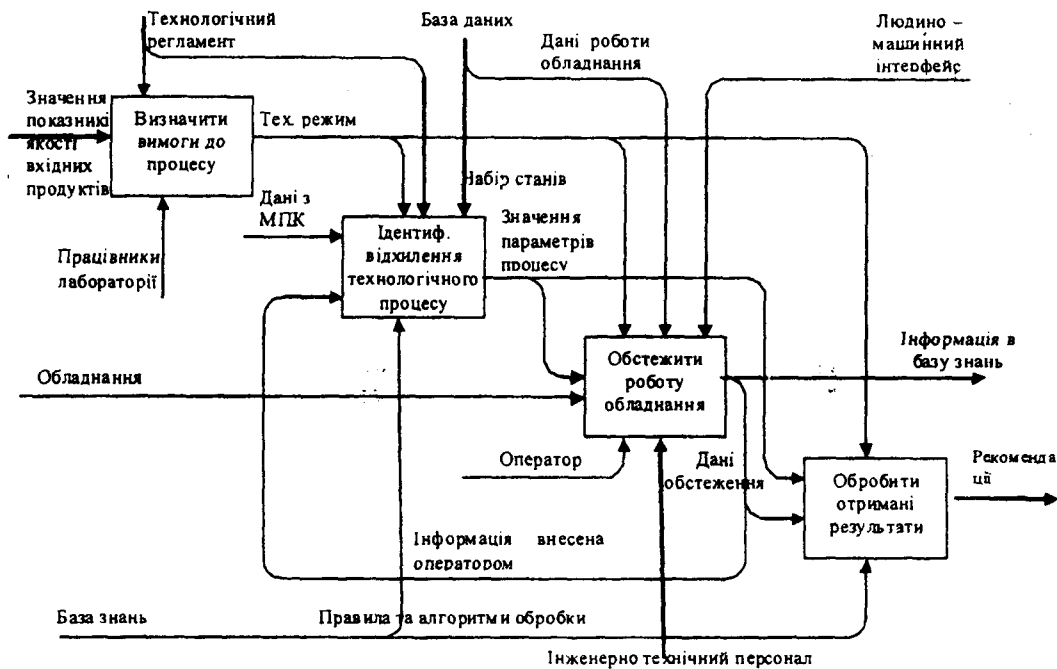 Технологічний
регламент
База даних
Дані роботи
обладнання
Людино –
машинний
інтерфейс
Значення
показникі
якості
вхідних
продуктів
Визначити
вимоги до
процесу
Тех. режим
Набір станів
Дані з
МПК
Ідентиф.
відхилення
технологічного
процесу
Значення
параметрів
процесу
Працівники
лабораторії
Обстежити
роботу
обладнання
Інформація в
базу знань
Обладнання
Оператор
Дані
обстеження
Обробити
отримані
результати
Рекоменда
ції
Інформація внесена
оператором
База знань
Правила та алгоритми обробки
Інженерно технічний персонал